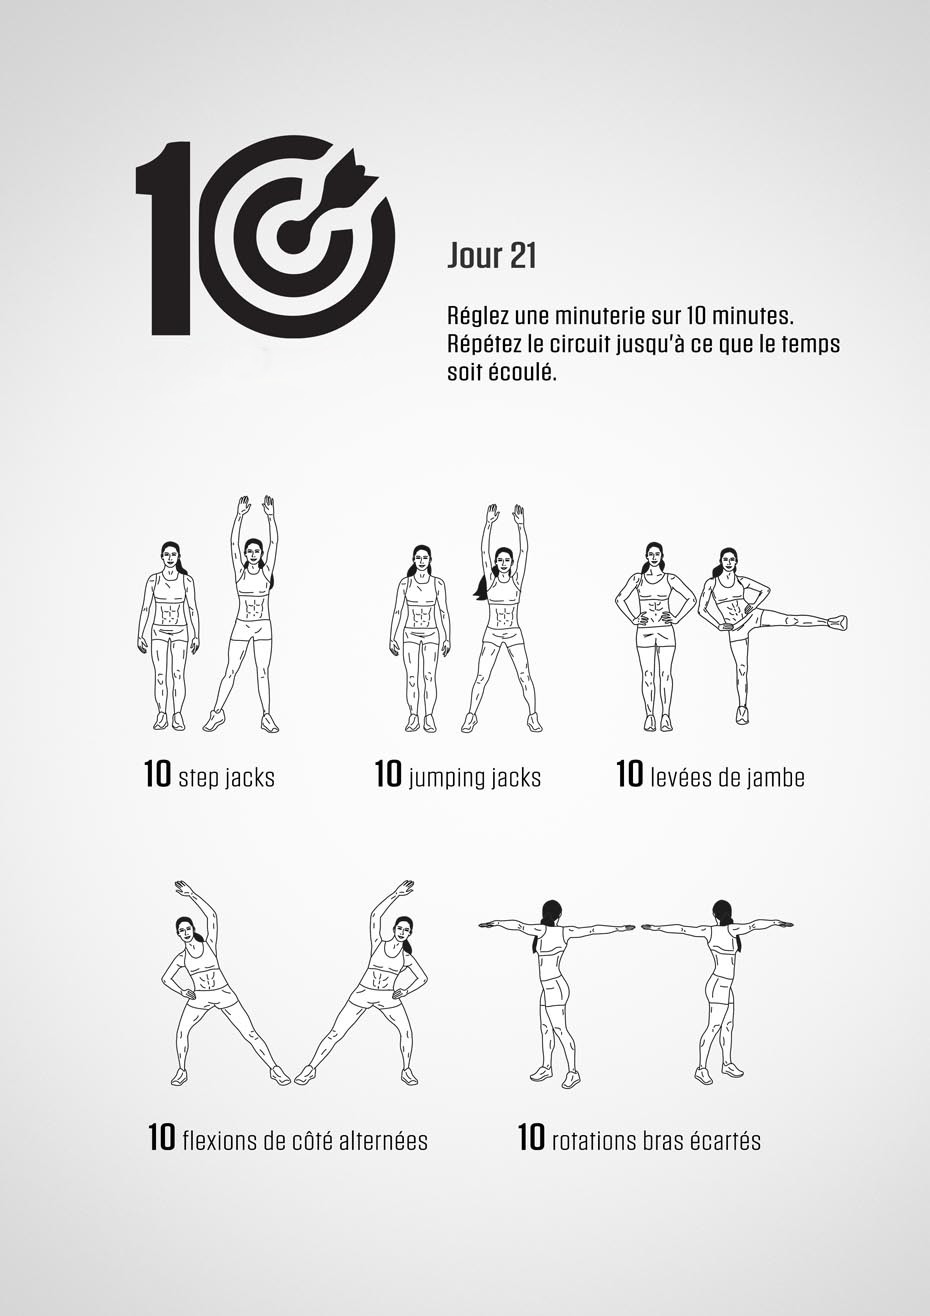 10
Jour 21
Réglez une minuterie sur 10 minutes.
Répétez le circuit jusqu'à ce que le temps
soit écoulé.
10 step jacks
10 jumping jacks
10 levées de jambe
10 flexions de côté alternées
10 rotations bras écartés